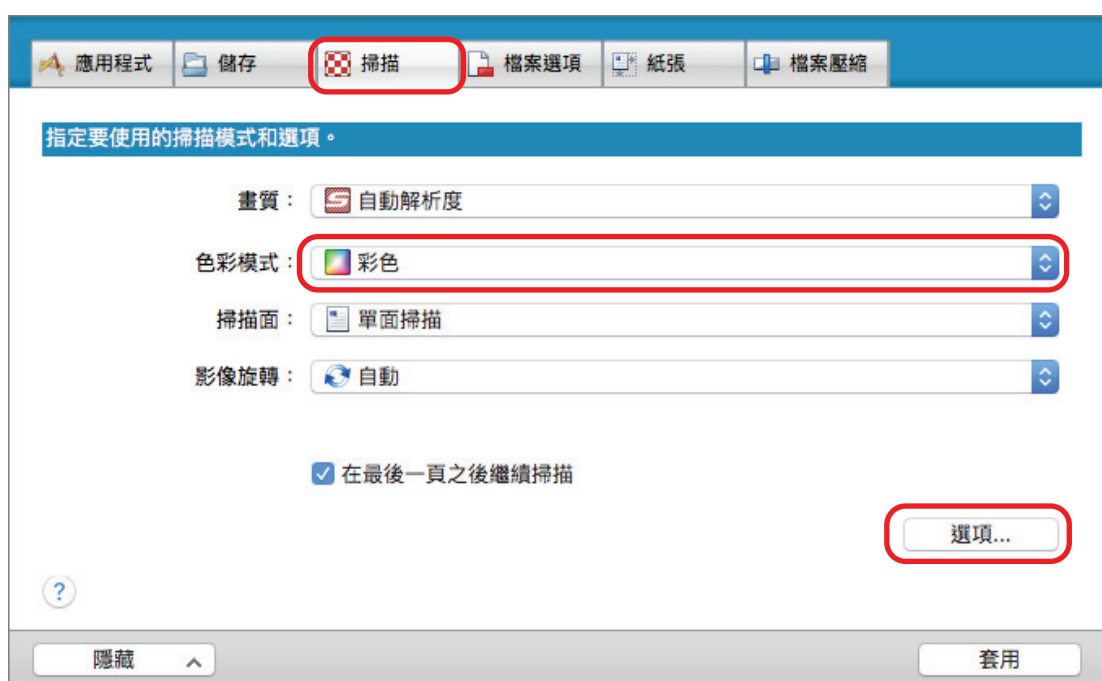 應用程式 儲存 掃描 檔案選項 紙張 檔案壓縮
指定要使用的掃描模式和選項。
畫質： 自動解析度
色彩模式： 彩色
掃描面： 單面掃描
影像旋轉： 自動
在最後一頁之後繼續掃描
選項...
?
隱藏 套用